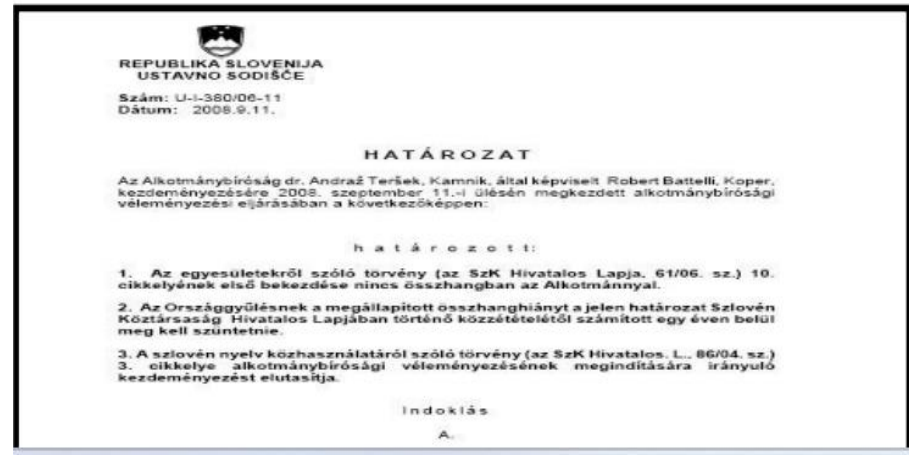 REPUBLIKA SLOVENIJA
USTAVNO SODIŠČE
Szám: U-I-380/06-11
Dátum: 2008.9.11.
HATÁROZAT
Az Alkotmánybíróság dr. Andraž Teršek, Kamnik, által képviselt Robert Battelli, Koper,
kezdeményezésére 2008. szeptember 11.-i ülésén megkezdett alkotmánybírósági
véleményezési eljárásában a következőképpen:
h a t á r o z o t t:
1. Az egyesületekről szóló törvény (az SzK Hivatalos Lapja. 61/06. sz.) 10.
cikkelyének első bekezdése nincs összhangban az Alkotmánnyal.
2. Az Országgyűlésnek a megállapított összhanghiányt a jelen határozat Szlovén
Köztársaság Hivatalos Lapjában történő közzétételétől számított egy éven belül
meg kell szüntetnie.
3. A szlovén nyelv közhasználatáról szóló törvény (az SzK Hivatalos. L., 86/04. sz.)
3. cikkelye alkotmánybírósági véleményezésének megindítására irányuló
kezdeményezést elutasítja.
Indoklás
A.